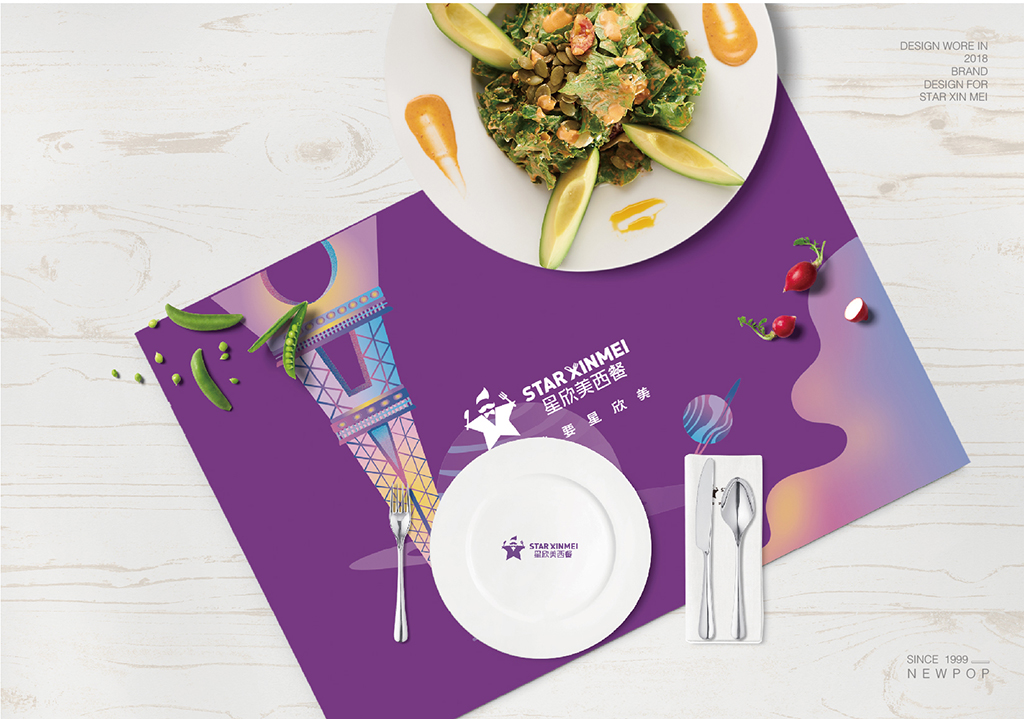 DESIGN WORE IN
2018
BRAND
DESIGN FOR
STAR XIN MEI
STAR XINMEI
星欣美西餐
要星欣美
STAR XINMEI
星欣美西餐
SINCE 1999
NEWPOP